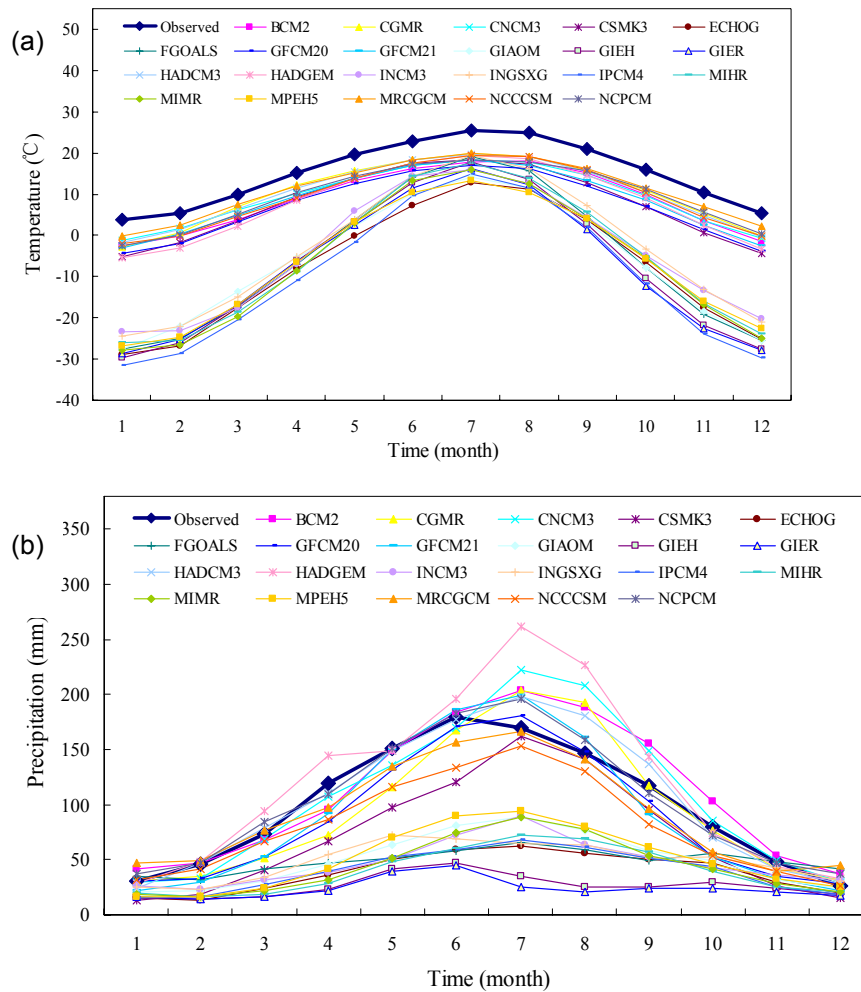 (a)
Observed BCM2 CGMR CNCM3 CSMK3 ECHOG
FGOALS GFCM20 GFCM21 GIAOM GIEH GIER
HADCM3 HADGEM INCM3 INGSXG IPCM4 MIHR
MIMR MPEH5 MRCGCM NCCCSM NCPCM
50
40
30
20
10
0
-10
-20
-30
-40
Temperature (℃)
1 2 3 4 5 6 7 8 9 10 11 12
Time (month)
(b)
Observed BCM2 CGMR CNCM3 CSMK3 ECHOG
FGOALS GFCM20 GFCM21 GIAOM GIEH GIER
HADCM3 HADGEM INCM3 INGSXG IPCM4 MIHR
MIMR MPEH5 MRCGCM NCCCSM NCPCM
350
300
250
200
150
100
50
0
Precipitation (mm)
1 2 3 4 5 6 7 8 9 10 11 12
Time (month)